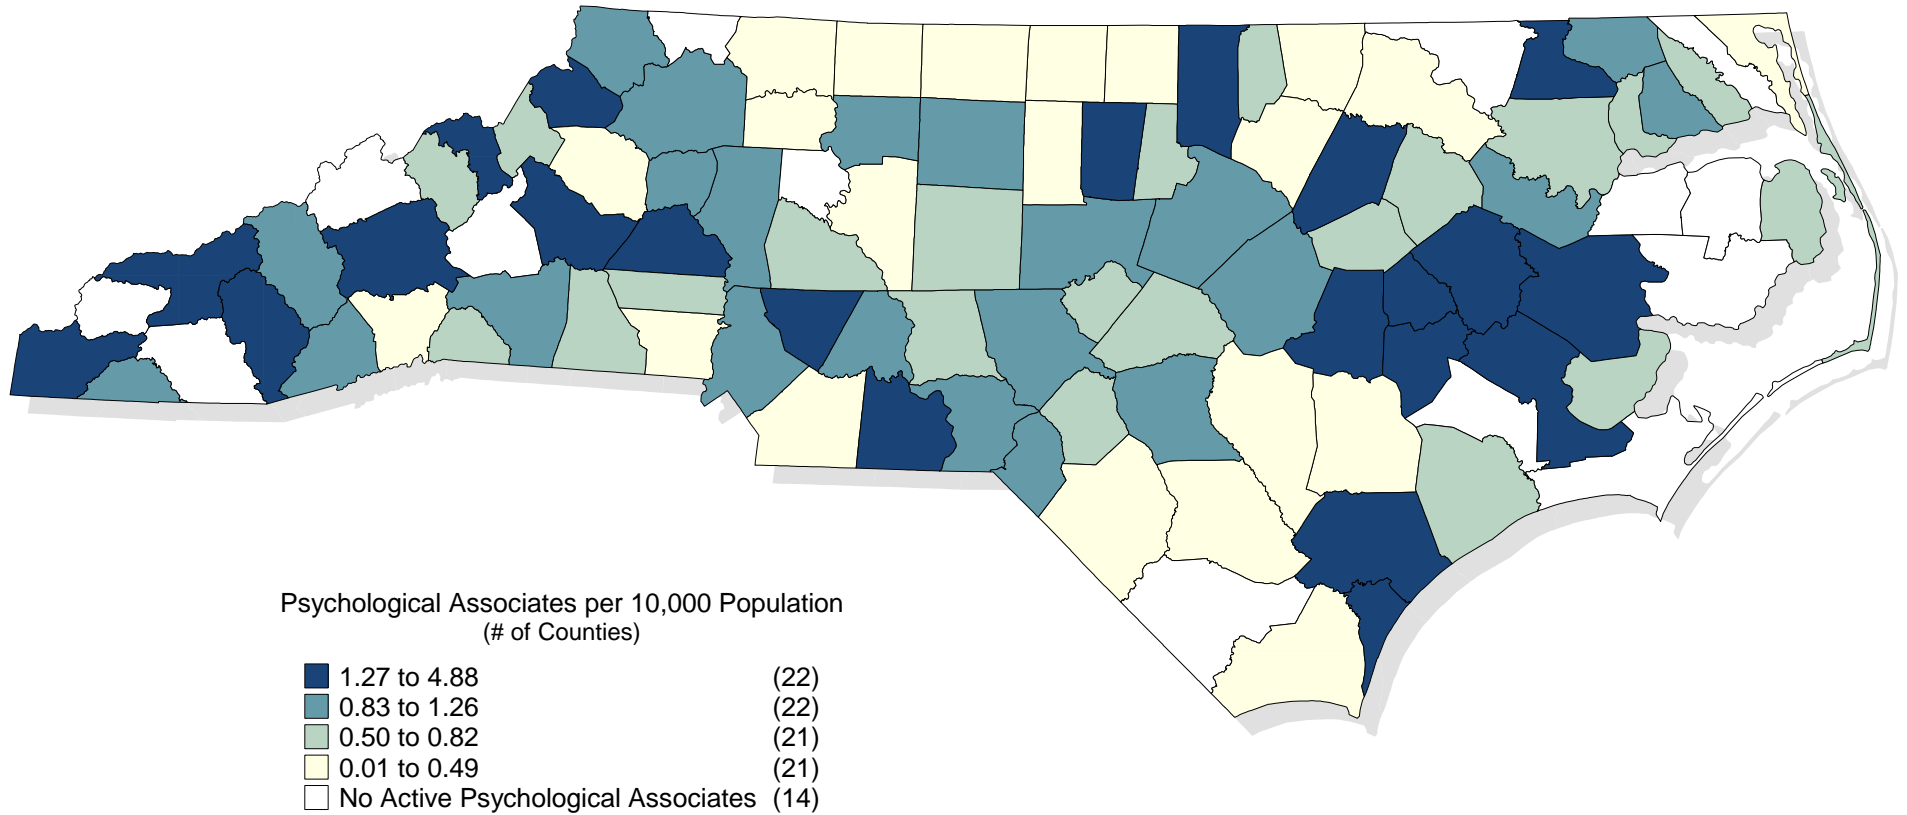 Psychological Associates per 10,000 Population
(# of Counties)
1.27 to 4.88 (22)
0.83 to 1.26 (22)
0.50 to 0.82 (21)
0.01 to 0.49 (21)
No Active Psychological Associates (14)